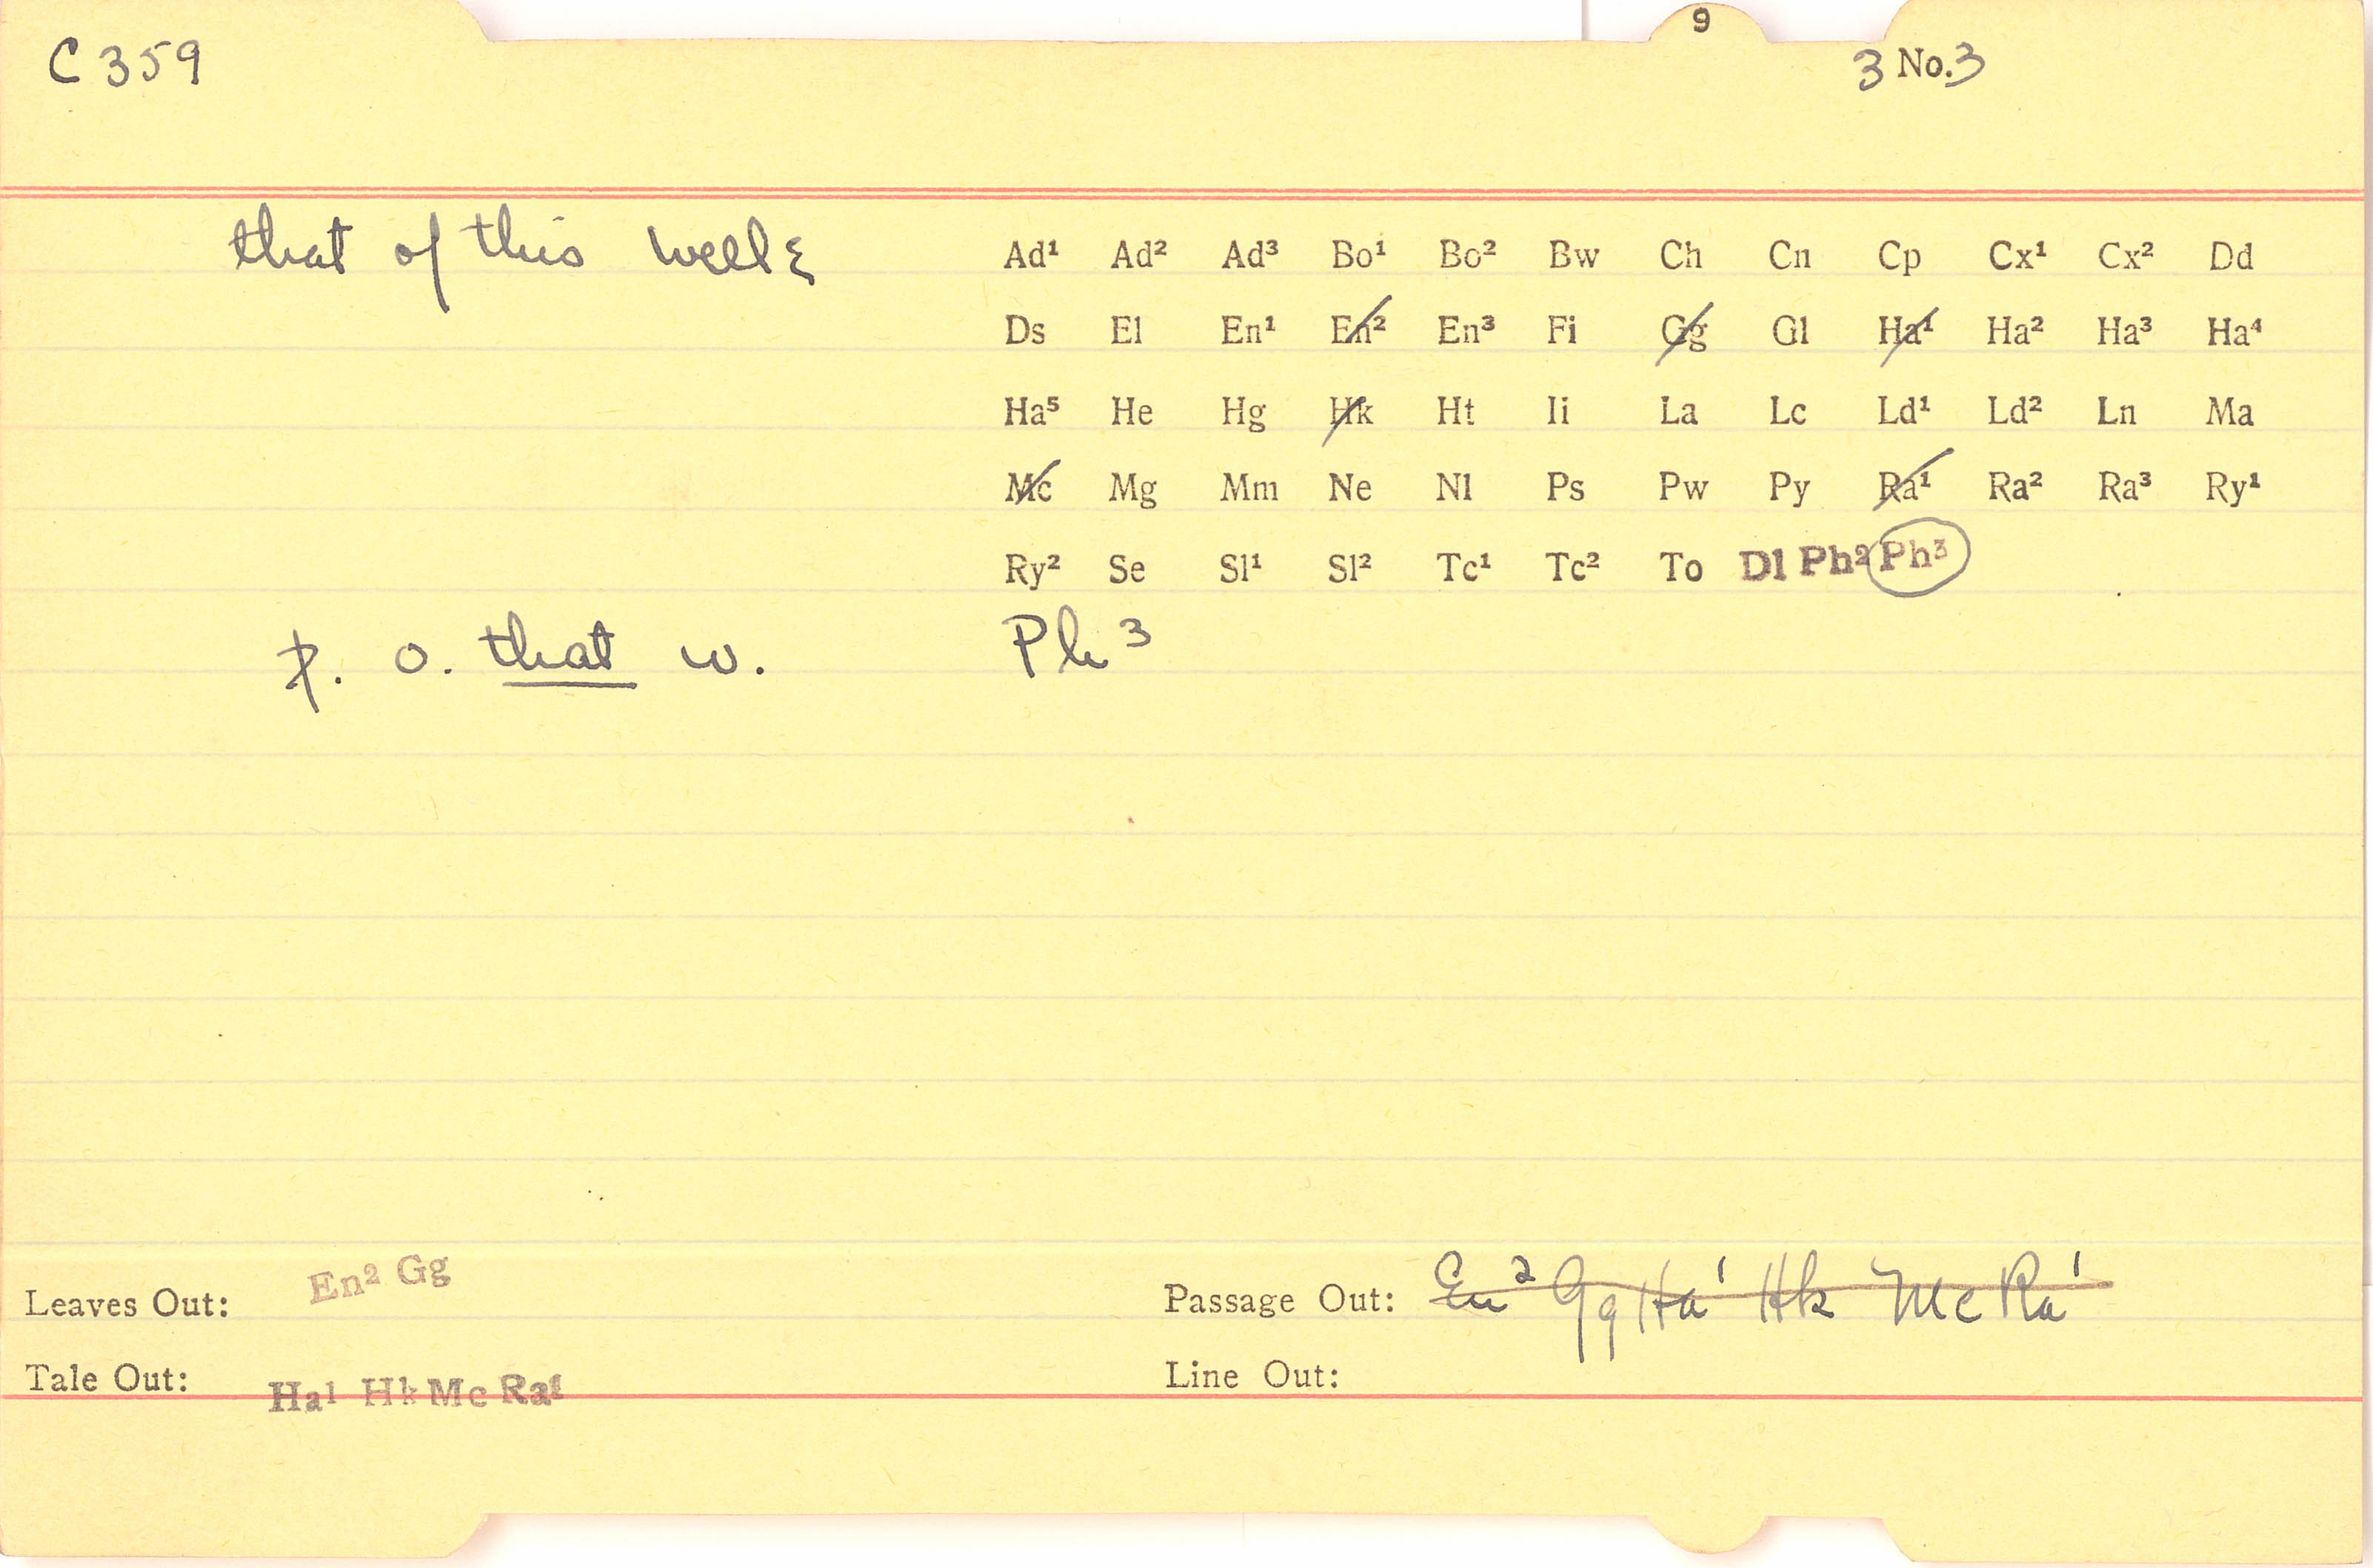 9
C 359
3 No. 3
that of this wellε
Ad¹ Ad² Ad³ Bo¹ Bo² Bw Ch Cn Cp Cx¹ Cx² Dd
Ds El En¹ En² En³ Fi Gg Gl Ha¹ Ha² Ha³ Ha⁴
Ha⁵ He Hg Hk Ht Ii La Lc Ld¹ Ld² Ln Ma
Mc Mg Mm Ne Nl Ps Pw Py Ra¹ Ra² Ra³ Ry¹
Ry² Se Sl¹ Sl² Tc¹ Tc² To Dl Ph² Ph³
þ. o. that w. Ph³
Leaves Out: En² Gg
Passage Out: En² Gg Ha¹ Hk Mc Ra¹
Tale Out: Ha¹ Hk Mc Ra¹
Line Out: